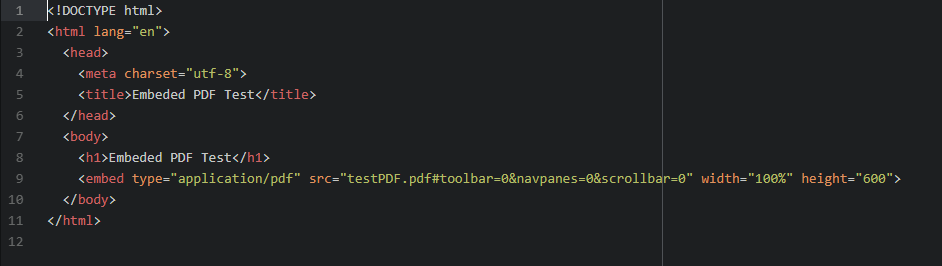 1 <!DOCTYPE html>
2 <html lang="en">
3   <head>
4     <meta charset="utf-8">
5     <title>Embeded PDF Test</title>
6   </head>
7   <body>
8     <h1>Embeded PDF Test</h1>
9     <embed type="application/pdf" src="testPDF.pdf#toolbar=0&navpanes=0&scrollbar=0" width="100%" height="600">
10   </body>
11 </html>
12